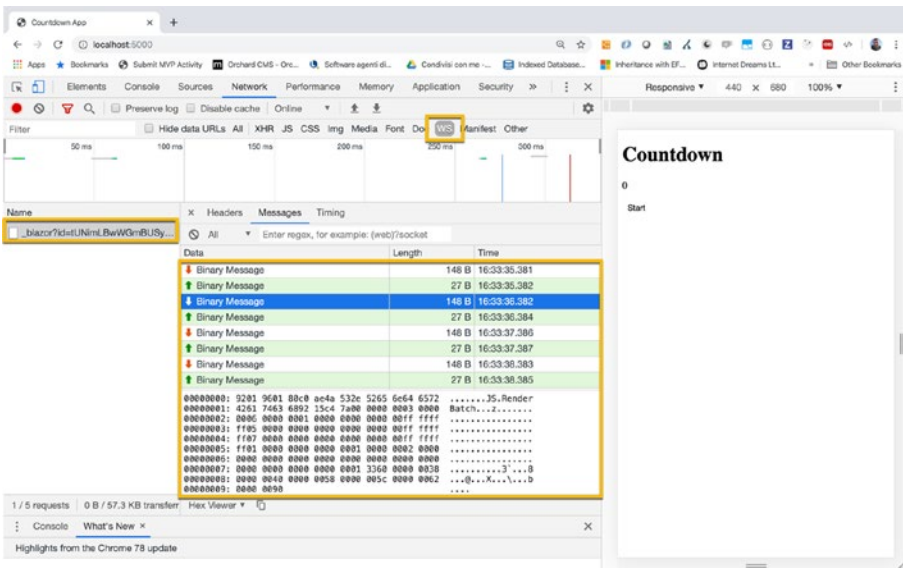 Countdown App × +
localhost:5000
Apps Bookmarks Submit MVP Activity Orchard CMS - Ore... Software agenti di... Condivisi con me -... Indexed Database... Inheritance with EF... Internet Dreams Lt... » Other Bookmarks
Elements Console Sources Network Performance Memory Application Security » ×
Responsive ▼ 440 × 680 100% ▼
Preserve log Disable cache Online ▼
Filter Hide data URLs All XHR JS CSS Img Media Font Doc WS Manifest Other
50 ms 100 ms 150 ms 200 ms 250 ms 300 ms
Countdown
0
Start
Name × Headers Messages Timing
_blazor?id=tUNimLBwWGmBUSy... All ▼ Enter regex, for example: (web)?socket
Data Length Time
Binary Message 148 B 16:33:35.381
Binary Message 27 B 16:33:35.382
Binary Message 148 B 16:33:36.382
Binary Message 27 B 16:33:36.384
Binary Message 148 B 16:33:37.386
Binary Message 27 B 16:33:37.387
Binary Message 148 B 16:33:38.383
Binary Message 27 B 16:33:38.385
00000000: 9201 9601 80c0 ae4a 532e 5265 6e64 6572 .......JS.Render
00000001: 4261 7463 6892 15c4 7a00 0000 0003 0000 Batch...z.......
00000002: 0006 0000 0001 0000 0000 0000 00ff ffff ................
00000003: ff05 0000 0000 0000 0000 0000 00ff ffff ................
00000004: ff07 0000 0000 0000 0000 0000 00ff ffff ................
00000005: ff01 0000 0000 0000 0001 0000 0002 0000 ................
00000006: 0000 0000 0000 0000 0000 0000 0000 0000 ................
00000007: 0000 0000 0000 0000 0001 3360 0000 0038 ..........3`...8
00000008: 0000 0040 0000 0058 0000 005c 0000 0062 ...@...X...\...b
00000009: 0000 0090 ....
1 / 5 requests 0 B / 57.3 KB transferr Hex Viewer ▼
Console What's New ×
Highlights from the Chrome 78 update